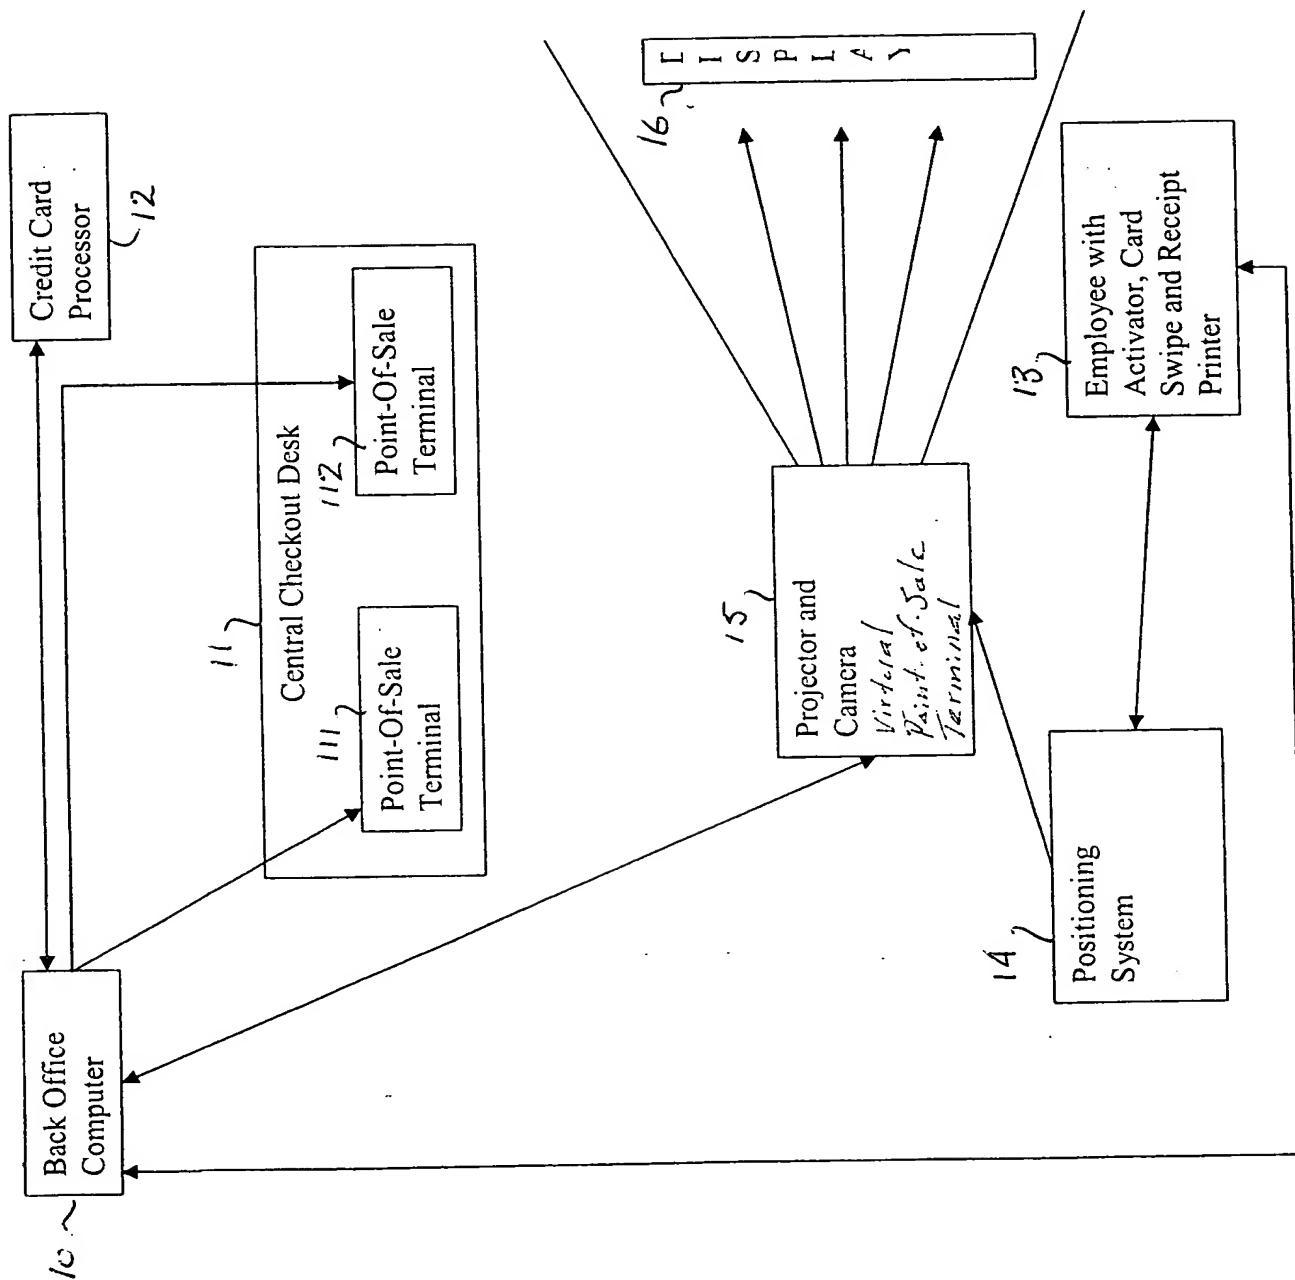 10
Back Office
Computer
Credit Card
Processor
12
11
Central Checkout Desk
111
Point-Of-Sale
Terminal
112
Point-Of-Sale
Terminal
15
Projector and
Camera
Virtual
Point-of-Sale
Terminal
16
DISPLAY
14
Positioning
System
13
Employee with
Activator, Card
Swipe and Receipt
Printer